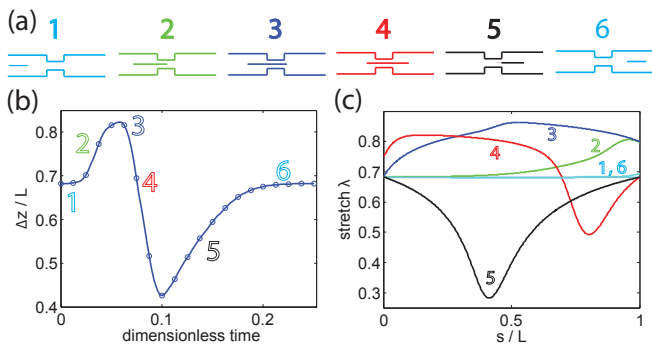 (a) 1 2 3 4 5 6
(b) (c)
Δz / L
0.8
0.7
0.6
0.5
0.4
0 0.1 0.2
dimensionless time
1 2 3 4 5 6
stretch λ
0.8
0.7
0.6
0.5
0.4
0.3
0 0.5 1
s / L
3
4
2
1, 6
5